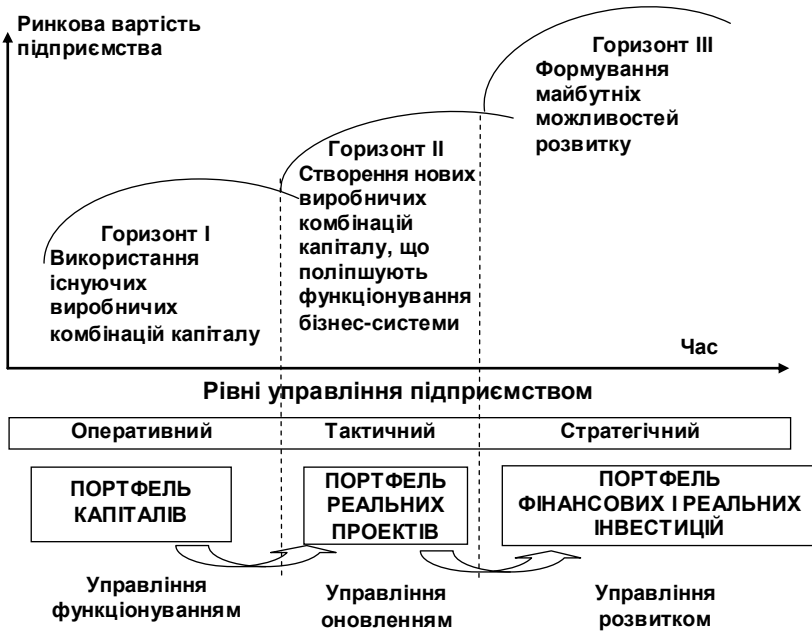 Ринкова вартість
підприємства
Горизонт I
Використання
існуючих
виробничих
комбінацій капіталу
Горизонт II
Створення нових
виробничих
комбінацій
капіталу, що
поліпшують
функціонування
бізнес-системи
Горизонт III
Формування
майбутніх
можливостей
розвитку
Час
Рівні управління підприємством
Оперативний
Тактичний
Стратегічний
ПОРТФЕЛЬ
КАПІТАЛІВ
ПОРТФЕЛЬ
РЕАЛЬНИХ
ПРОЕКТІВ
ПОРТФЕЛЬ
ФІНАНСОВИХ І РЕАЛЬНИХ
ІНВЕСТИЦІЙ
Управління
функціонуванням
Управління
оновленням
Управління
розвитком